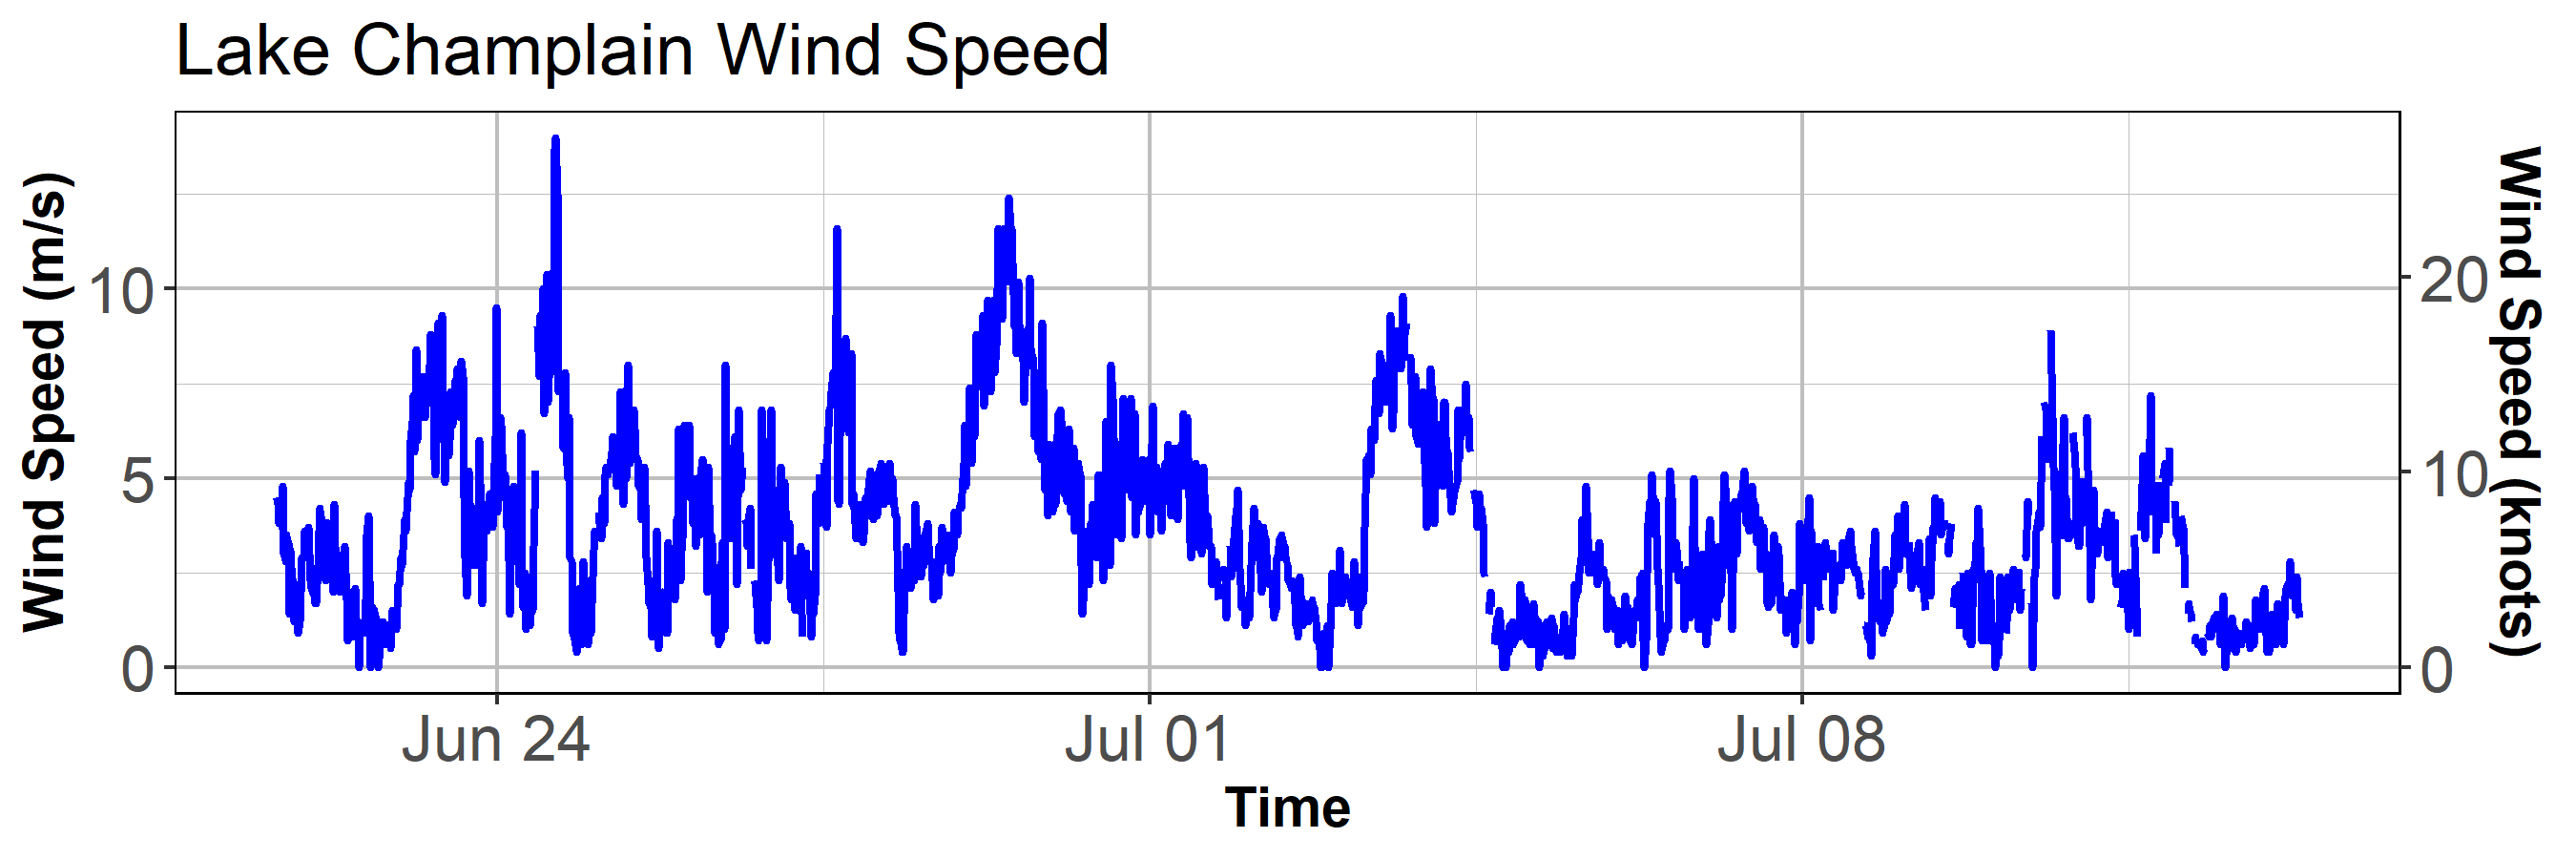 Lake Champlain Wind Speed
Wind Speed (m/s)
10
5
0
20
10
0
Wind Speed (knots)
Jun 24
Jul 01
Jul 08
Time